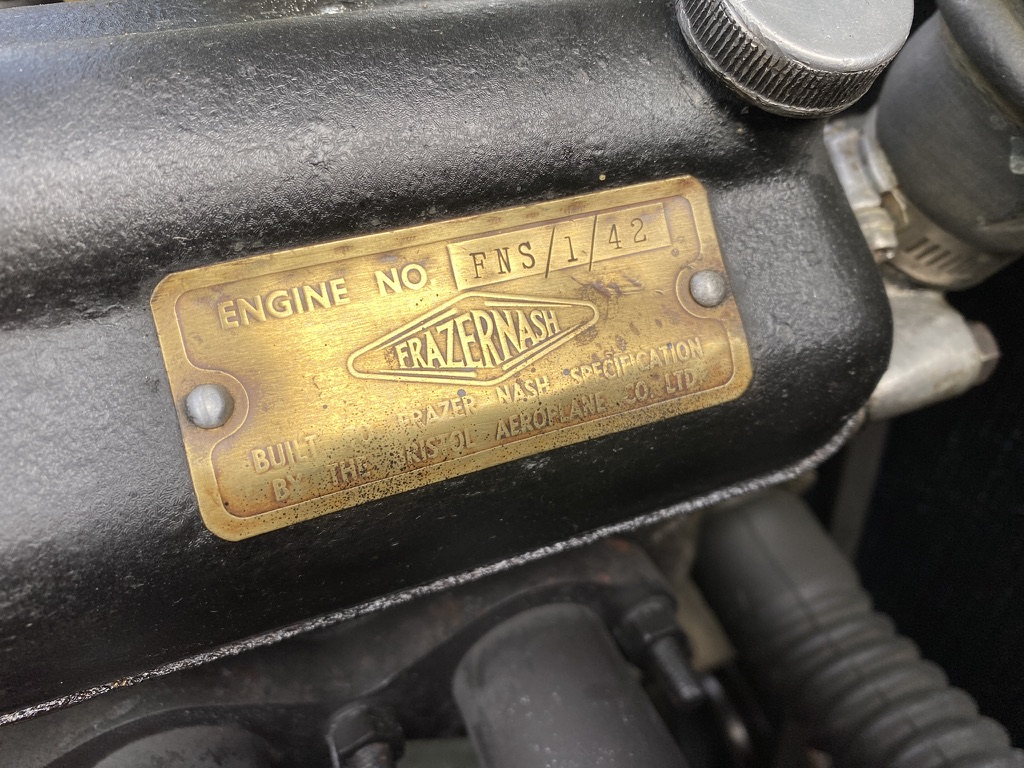 ENGINE NO FNS/1/42
FRAZERNASH
BUILT TO FRAZER NASH SPECIFICATION
BY THE BRISTOL AEROPLANE CO. LTD.